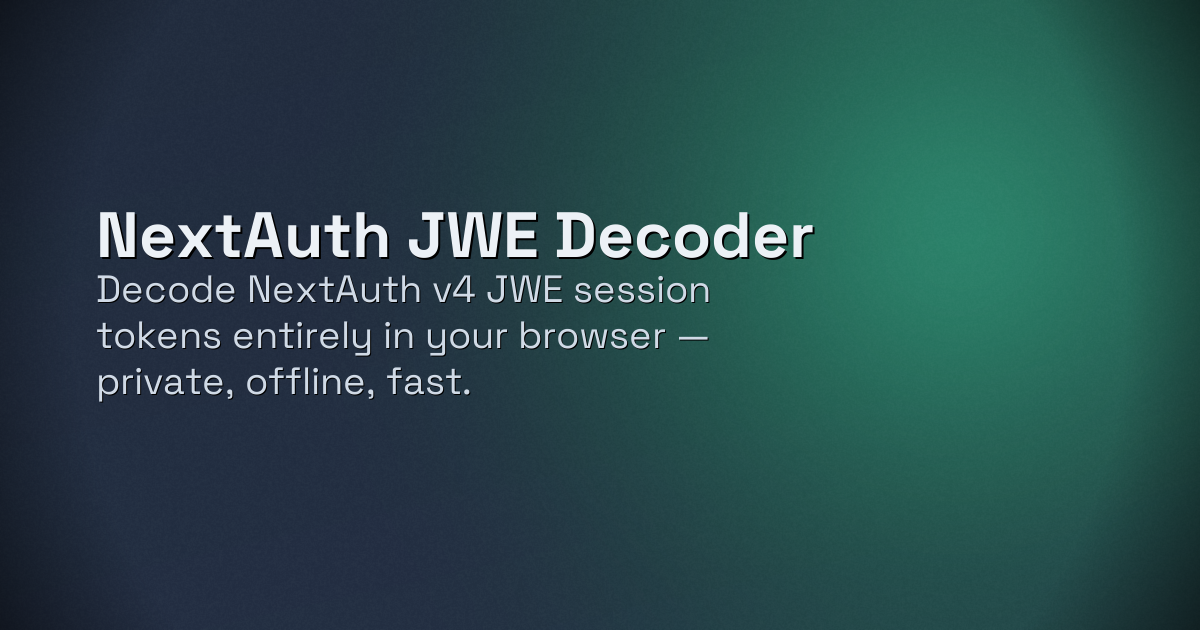 NextAuth JWE Decoder
Decode NextAuth v4 JWE session
tokens entirely in your browser —
private, offline, fast.